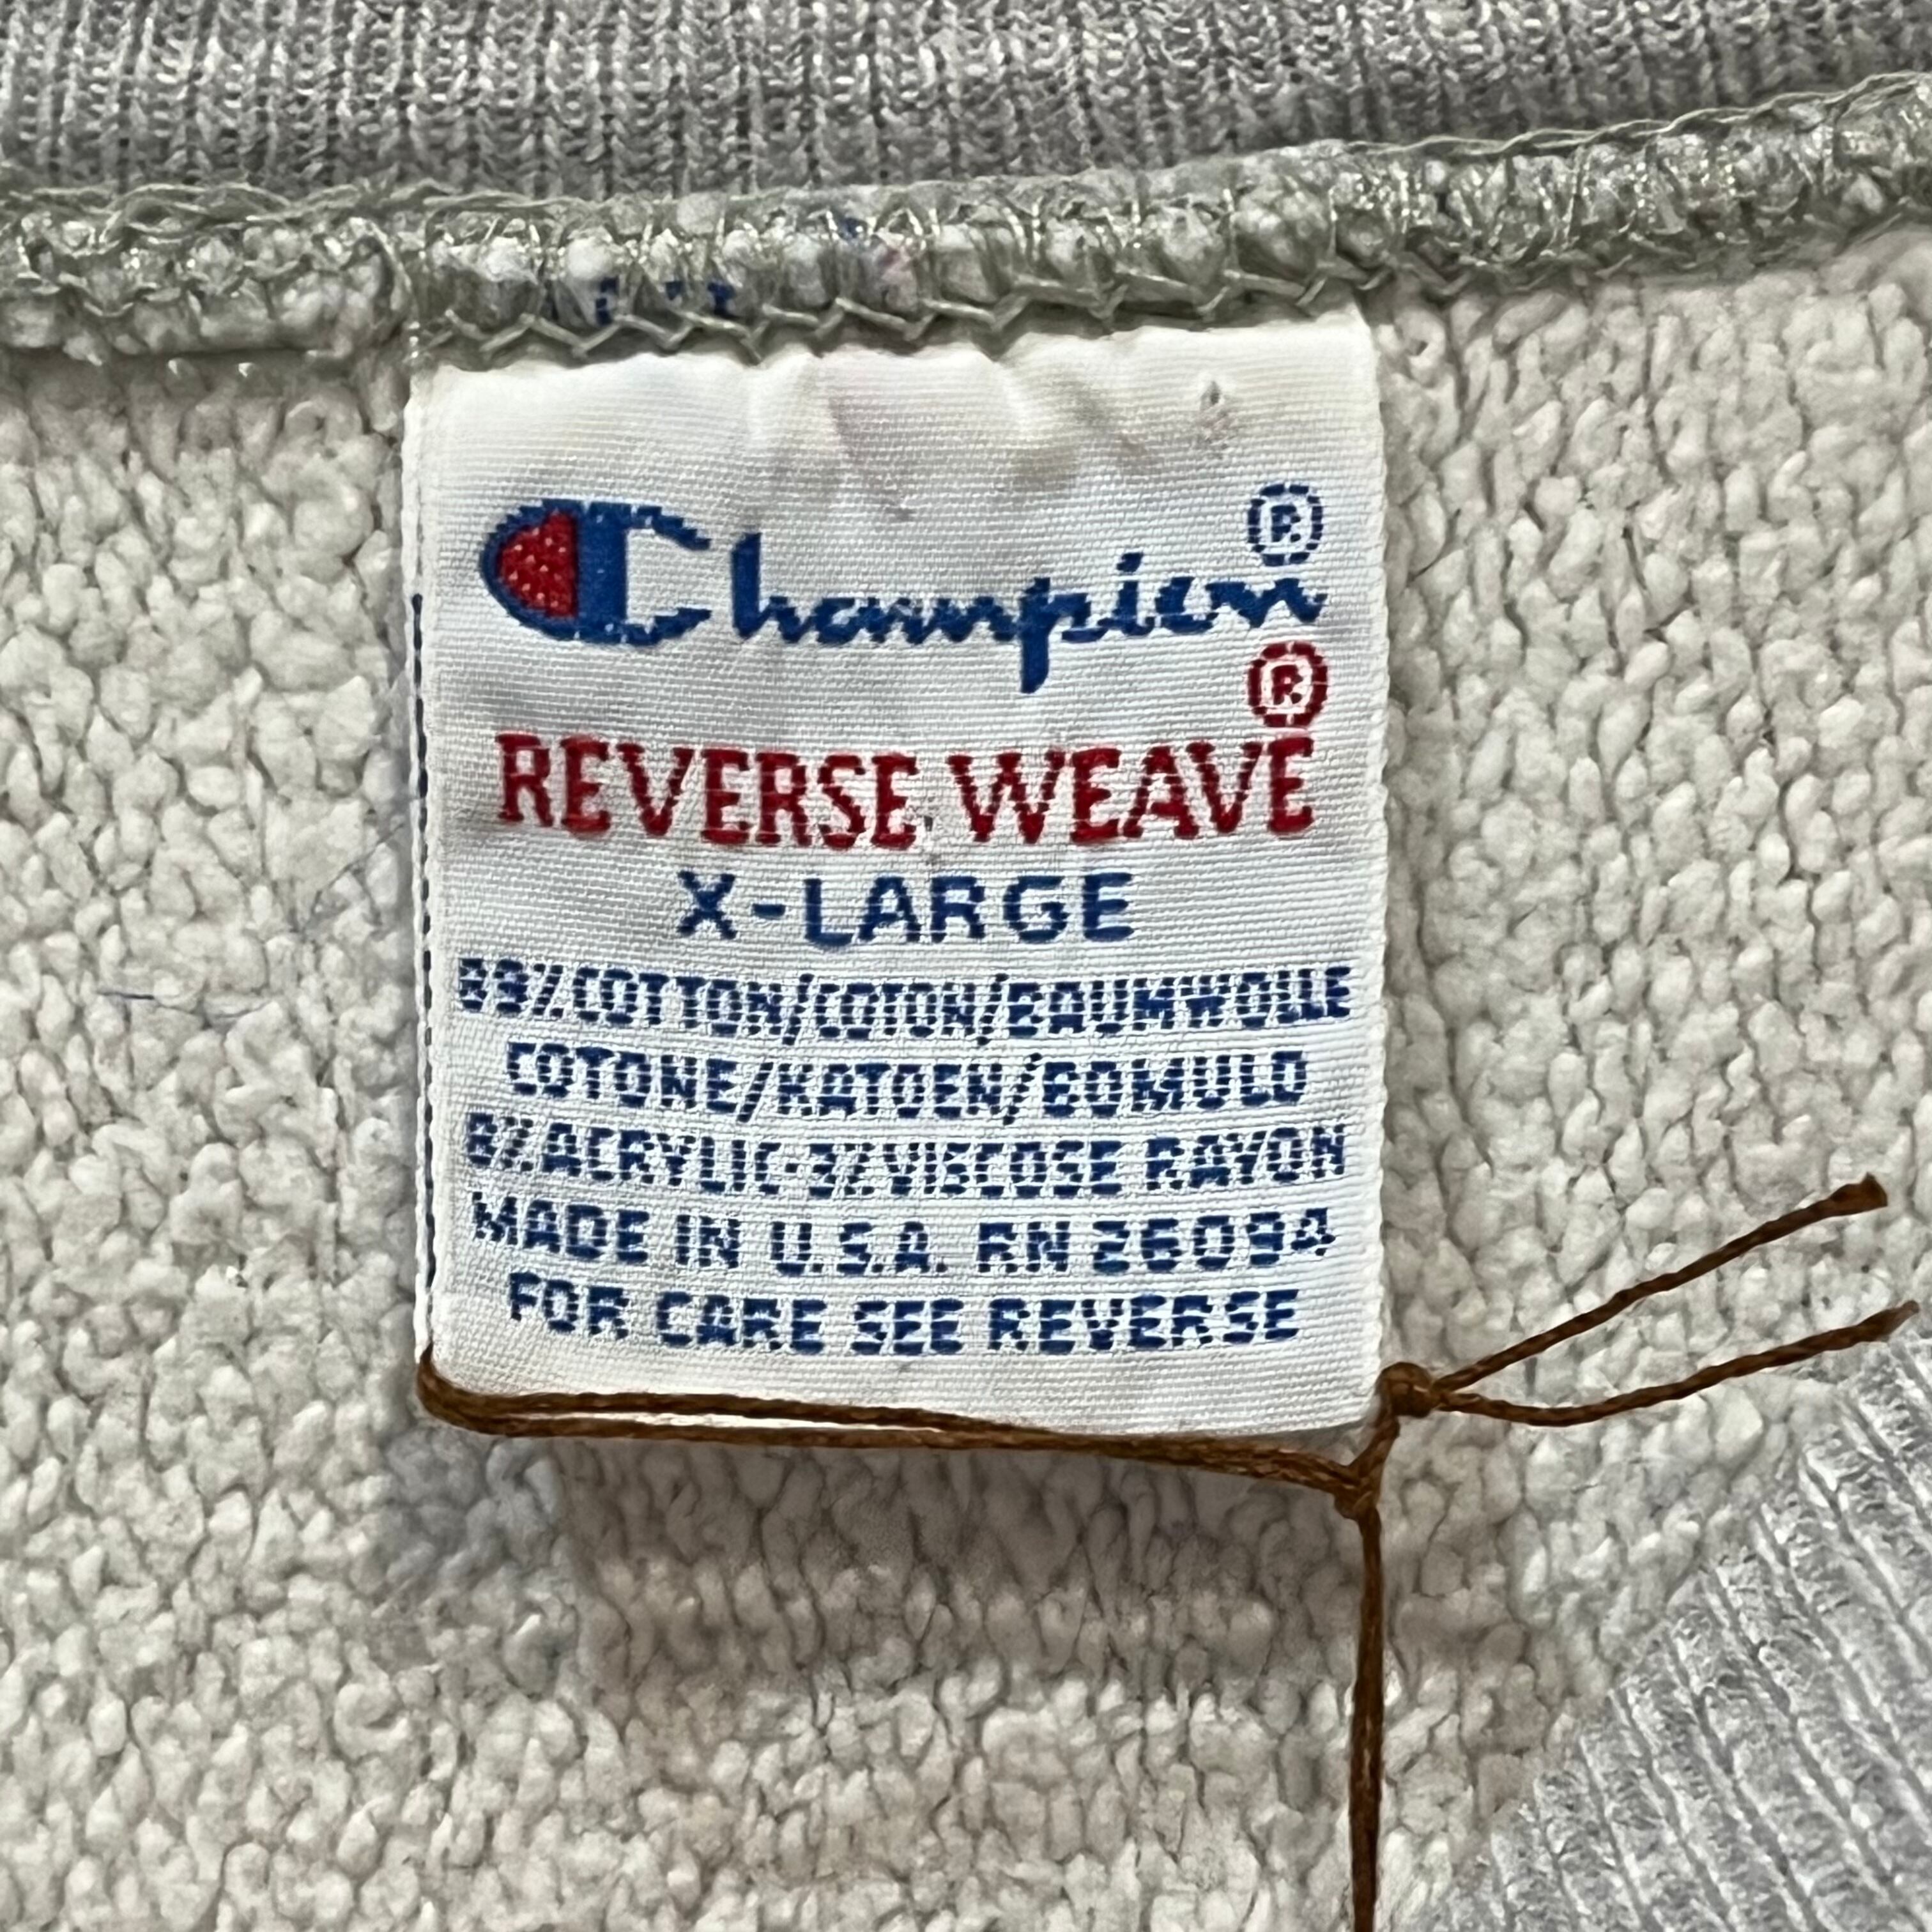 Champion®
®
REVERSE WEAVE
X-LARGE
89% COTTON/COTON/BAUMWOLLE
COTONE/KATOEN/BOMULD
8% ACRYLIC-3% VISCOSE RAYON
MADE IN U.S.A. RN 26094
FOR CARE SEE REVERSE